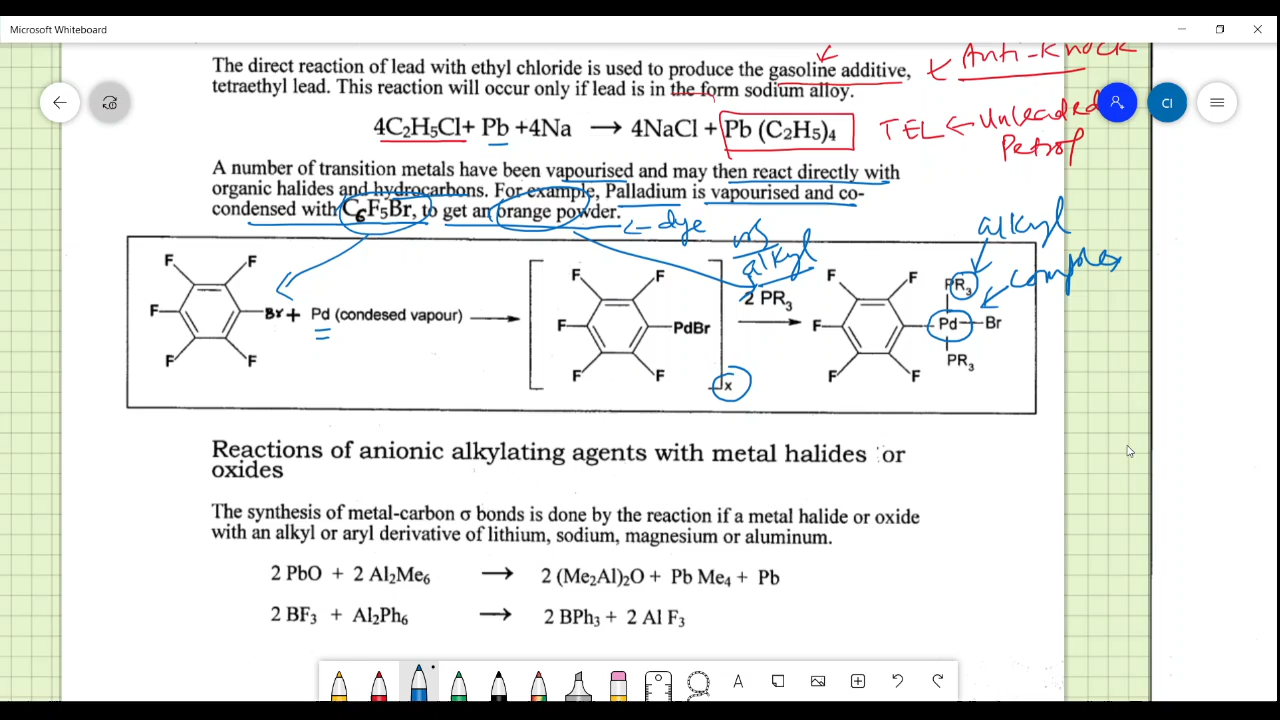 Microsoft Whiteboard
Anti-Knock
The direct reaction of lead with ethyl chloride is used to produce the gasoline additive,
tetraethyl lead. This reaction will occur only if lead is in the form sodium alloy.
CI
4C₂H₅Cl+ Pb +4Na ⟶ 4NaCl + Pb (C₂H₅)₄
TEL ← Unleaded
Petrol
A number of transition metals have been vapourised and may then react directly with
organic halides and hydrocarbons. For example, Palladium is vapourised and co-
condensed with C₆F₅Br, to get an orange powder.
← dye
alkyl
alkyl
complex
F F F Br + Pd (condesed vapour) F F
F F F PdBr F F x
2 PR₃
F F F Pd Br F F
PR₃
PR₃
Reactions of anionic alkylating agents with metal halides or
oxides
The synthesis of metal-carbon σ bonds is done by the reaction if a metal halide or oxide
with an alkyl or aryl derivative of lithium, sodium, magnesium or aluminum.
2 PbO + 2 Al₂Me₆ ⟶ 2 (Me₂Al)₂O + Pb Me₄ + Pb
2 BF₃ + Al₂Ph₆ ⟶ 2 BPh₃ + 2 Al F₃
A